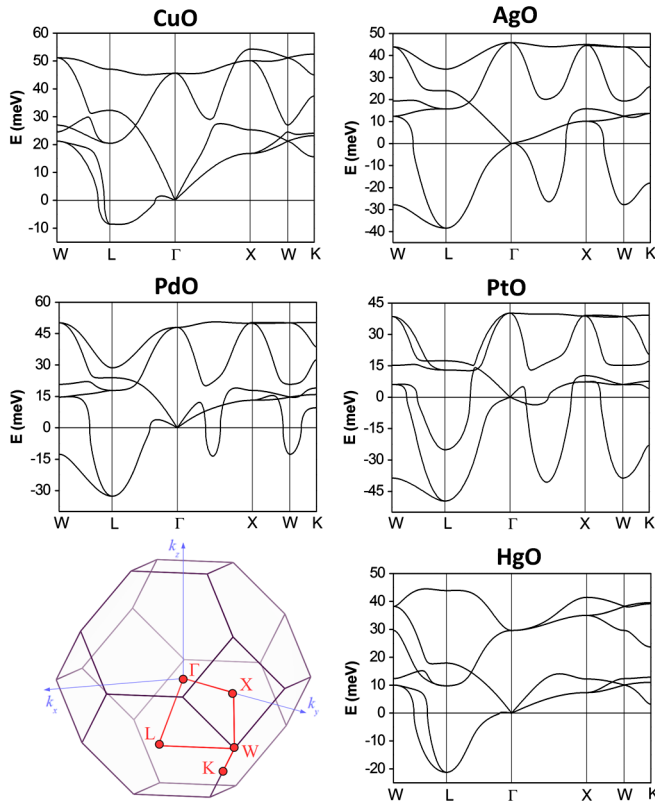 CuO
E (meV)
60
50
40
30
20
10
0
-10
W L Γ X W K
AgO
E (meV)
50
40
30
20
10
0
-10
-20
-30
-40
W L Γ X W K
PdO
E (meV)
60
45
30
15
0
-15
-30
W L Γ X W K
PtO
E (meV)
45
30
15
0
-15
-30
-45
W L Γ X W K
kz
Γ
X
kx
ky
L
W
K
HgO
E (meV)
50
40
30
20
10
0
-10
-20
W L Γ X W K